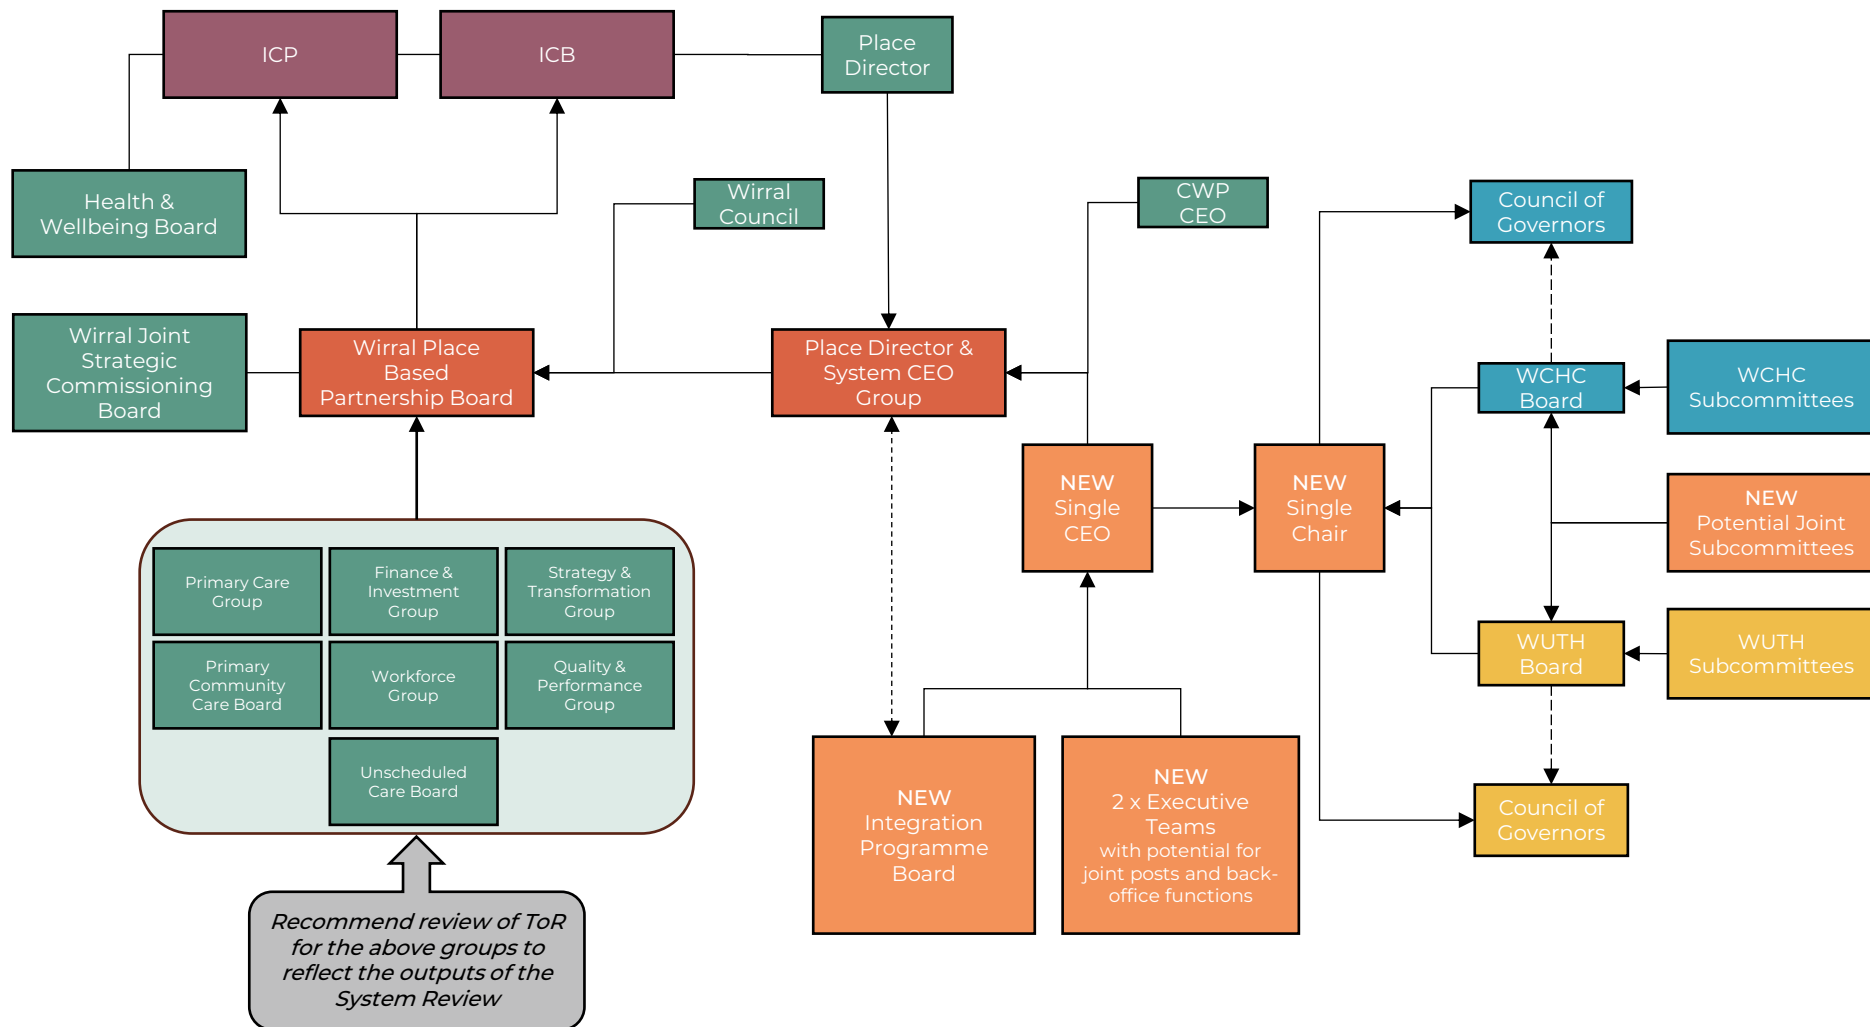 ICP
ICB
Place
Director
Health &
Wellbeing Board
Wirral
Council
CWP
CEO
Council of
Governors
Wirral Joint
Strategic
Commissioning
Board
Wirral Place
Based
Partnership Board
Place Director &
System CEO
Group
WCHC
Board
WCHC
Subcommittees
NEW
Single
CEO
NEW
Single
Chair
NEW
Potential Joint
Subcommittees
Primary Care
Group
Finance &
Investment
Group
Strategy &
Transformation
Group
Primary
Community
Care Board
Workforce
Group
Quality &
Performance
Group
Unscheduled
Care Board
WUTH
Board
WUTH
Subcommittees
NEW
Integration
Programme
Board
NEW
2 x Executive
Teams
with potential for
joint posts and back-
office functions
Council of
Governors
Recommend review of ToR
for the above groups to
reflect the outputs of the
System Review